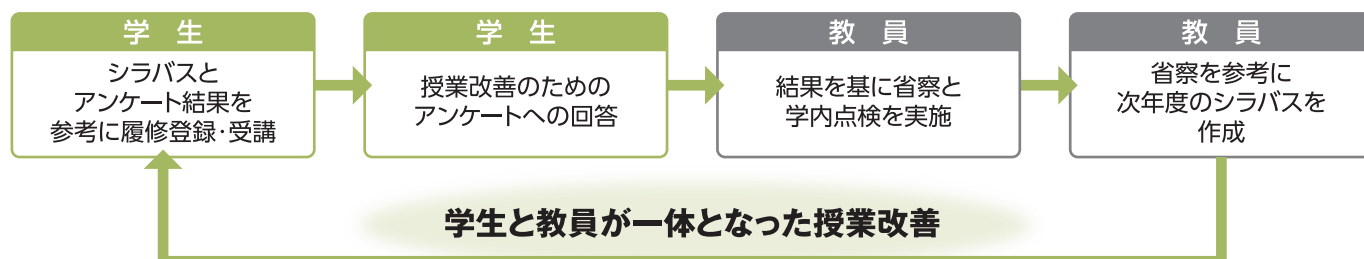 学 生
シラバスと
アンケート結果を
参考に履修登録・受講
学 生
授業改善のための
アンケートへの回答
教 員
結果を基に省察と
学内点検を実施
教 員
省察を参考に
次年度のシラバスを
作成
学生と教員が一体となった授業改善